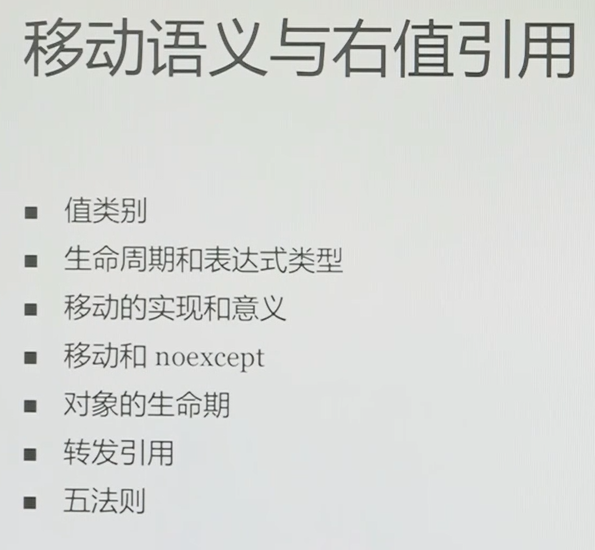 移动语义与右值引用
值类别
生命周期和表达式类型
移动的实现和意义
移动和 noexcept
对象的生命期
转发引用
五法则